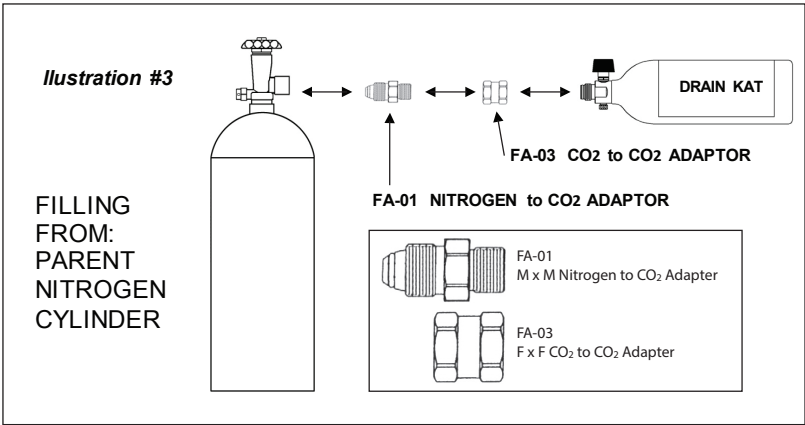 Ilustration #3
DRAIN KAT
FA-03 CO2 to CO2 ADAPTOR
FA-01 NITROGEN to CO2 ADAPTOR
FILLING
FROM:
PARENT
NITROGEN
CYLINDER
FA-01
M x M Nitrogen to CO₂ Adapter
FA-03
F x F CO₂ to CO₂ Adapter